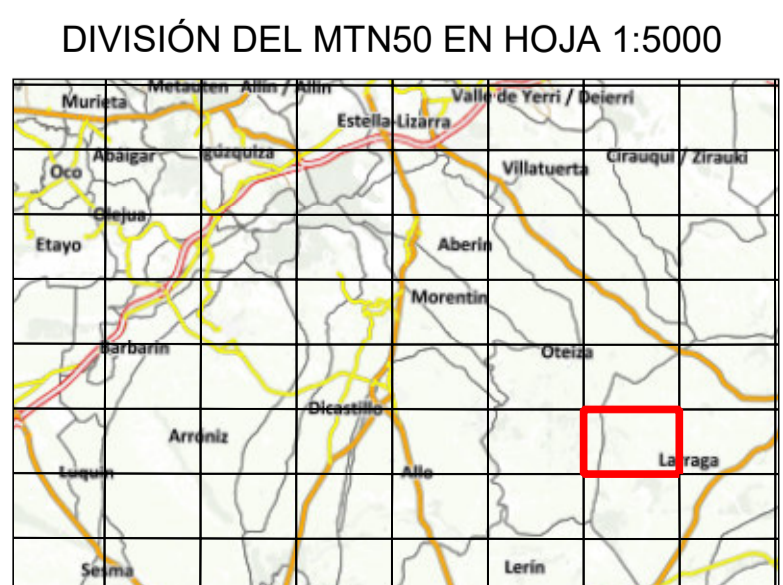 DIVISIÓN DEL MTN50 EN HOJA 1:5000
Metauten Allín / Allin
Murieta
Valle de Yerri / Deierri
Estella-Lizarra
Abáigar
Igúzquiza
Cirauqui / Zirauki
Villatuerta
Oco
Olejua
Etayo
Aberin
Morentin
Barbarin
Oteiza
Dicastillo
Arróniz
Larraga
Luquin
Allo
Sesma
Lerín